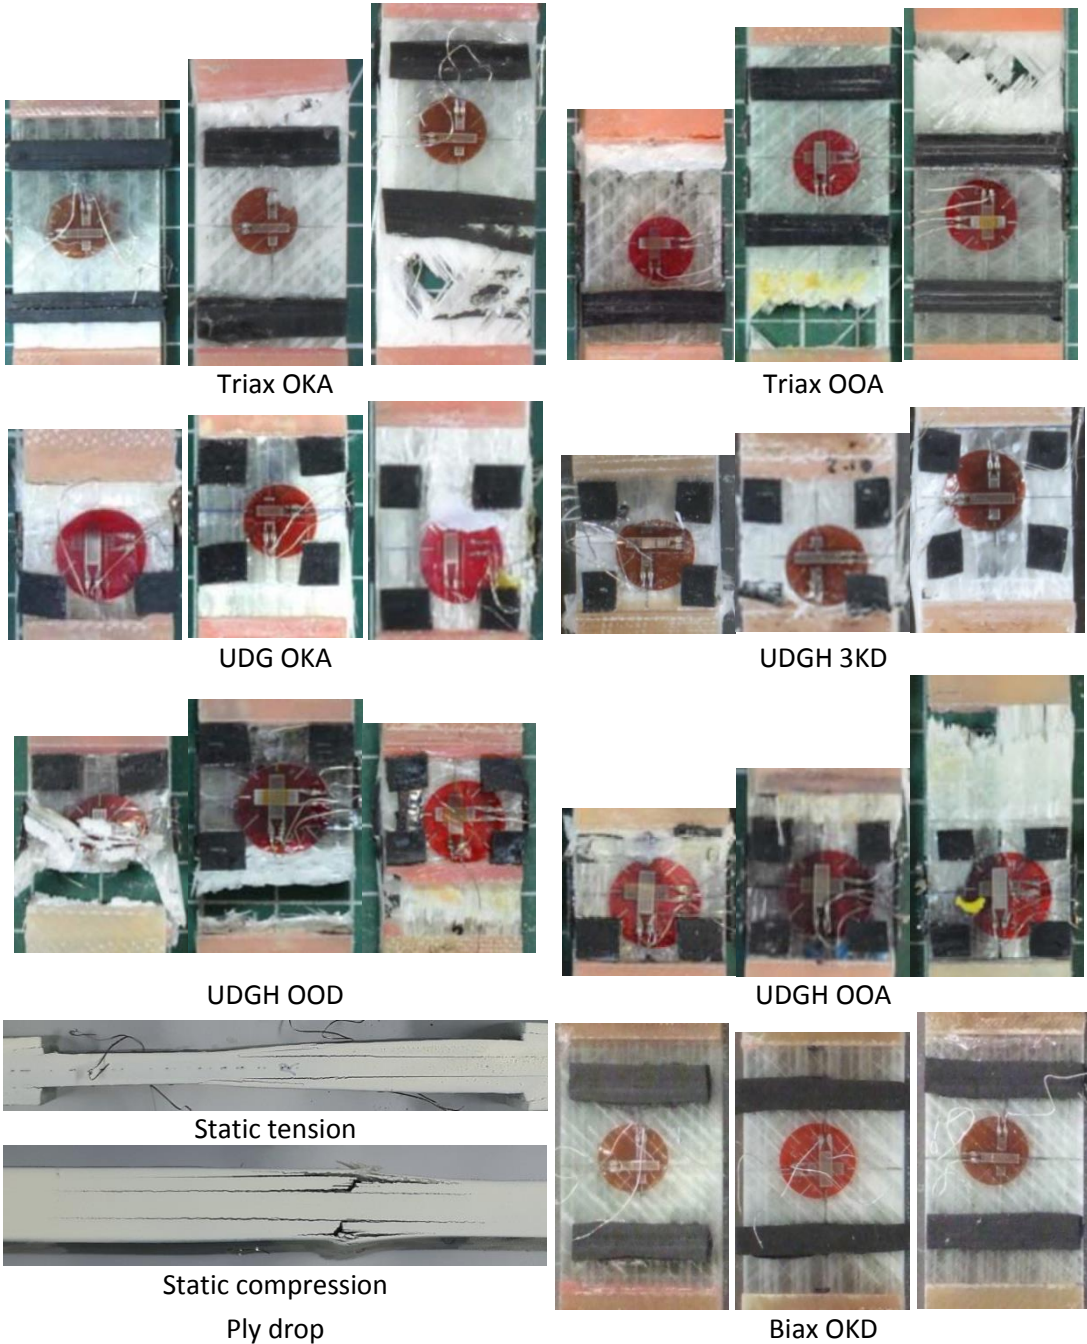 Triax OKA
Triax OOA
UDG OKA
UDGH 3KD
UDGH OOD
UDGH OOA
Static tension
Static compression
Ply drop
Biax OKD